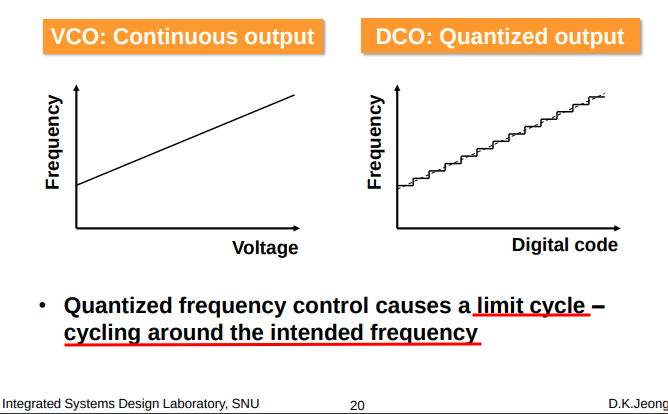 VCO: Continuous output
DCO: Quantized output
Frequency
Voltage
Frequency
Digital code
• Quantized frequency control causes a limit cycle –
cycling around the intended frequency
Integrated Systems Design Laboratory, SNU
20
D.K.Jeong